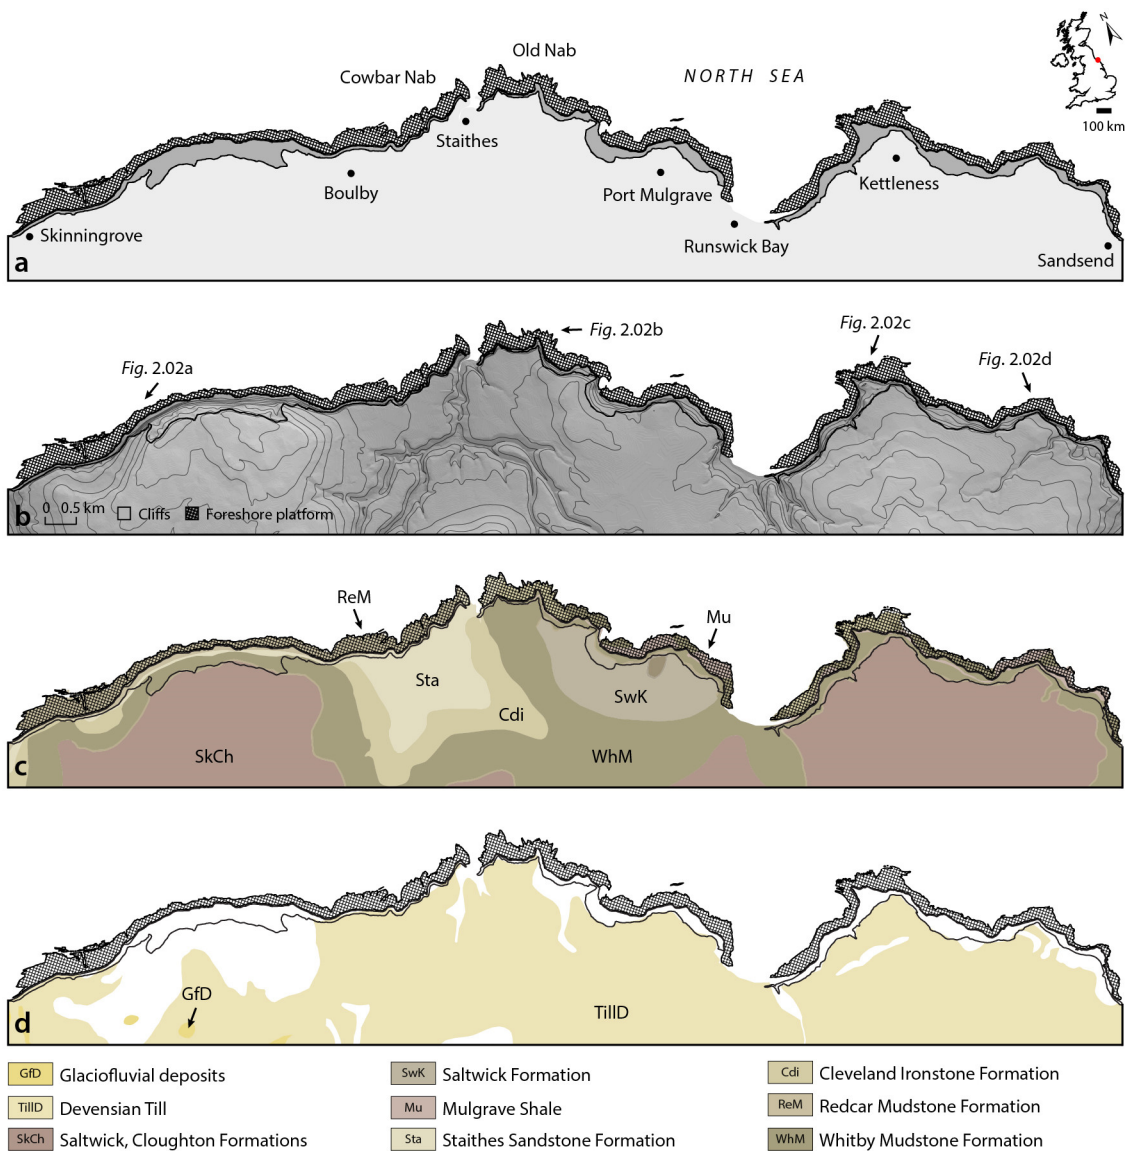 Old Nab
Cowbar Nab
NORTH SEA
N
100 km
Staithes
Boulby
Port Mulgrave
Kettleness
Skinningrove
Runswick Bay
Sandsend
a
Fig. 2.02a
Fig. 2.02b
Fig. 2.02c
Fig. 2.02d
b
0 0.5 km
Cliffs
Foreshore platform
ReM
Mu
Sta
SwK
Cdi
SkCh
WhM
c
GfD
TillD
d
GfD Glaciofluvial deposits
TillD Devensian Till
SkCh Saltwick, Cloughton Formations
SwK Saltwick Formation
Mu Mulgrave Shale
Sta Staithes Sandstone Formation
Cdi Cleveland Ironstone Formation
ReM Redcar Mudstone Formation
WhM Whitby Mudstone Formation